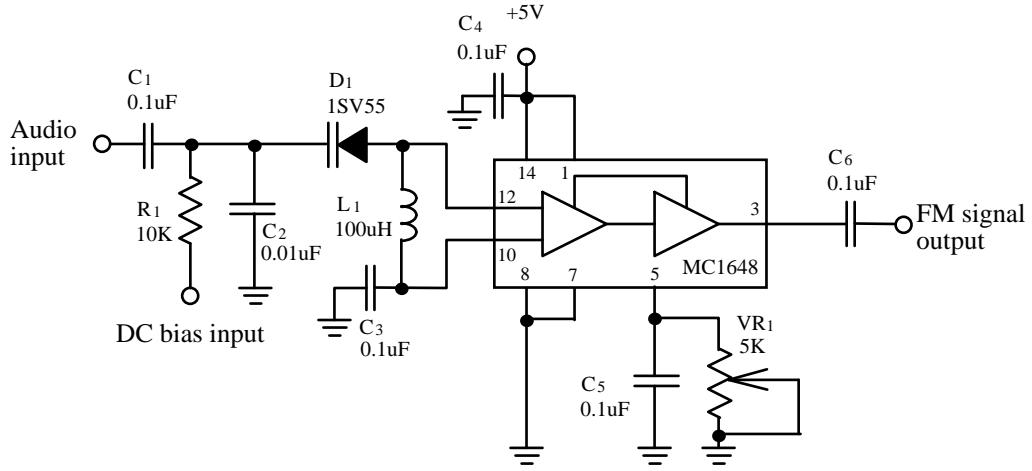 C4
0.1uF
+5V
C1
0.1uF
D1
1SV55
Audio
input
14
1
C6
0.1uF
R1
10K
C2
0.01uF
L1
100uH
12
10
3
FM signal
output
8
7
5
MC1648
DC bias input
C3
0.1uF
VR1
5K
C5
0.1uF